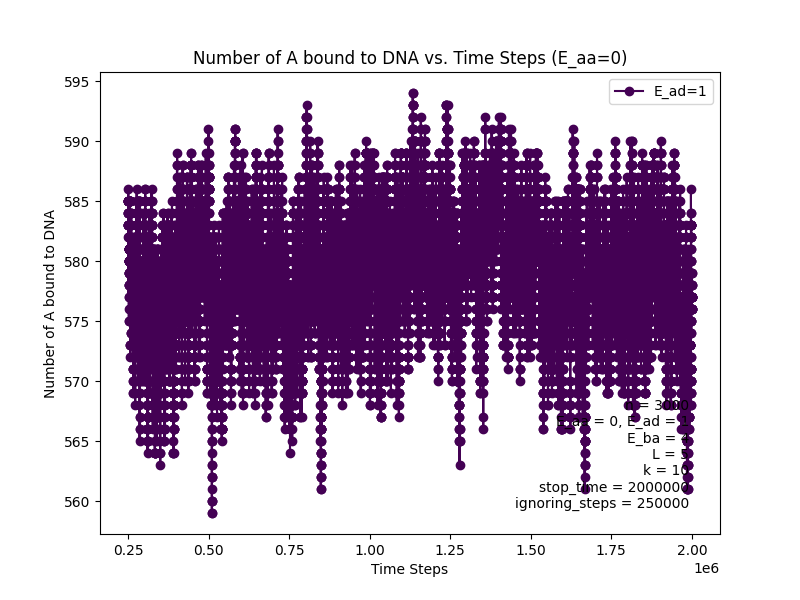 Number of A bound to DNA vs. Time Steps (E_aa=0)
E_ad=1
Number of A bound to DNA
595
590
585
580
575
570
565
560
= 3000
= 0, E_ad =
E_ba =
L =
k = 10
stop_time = 2000000
ignoring_steps = 250000
0.25
0.50
0.75
1.00
1.25
1.50
1.75
2.00
1e6
Time Steps